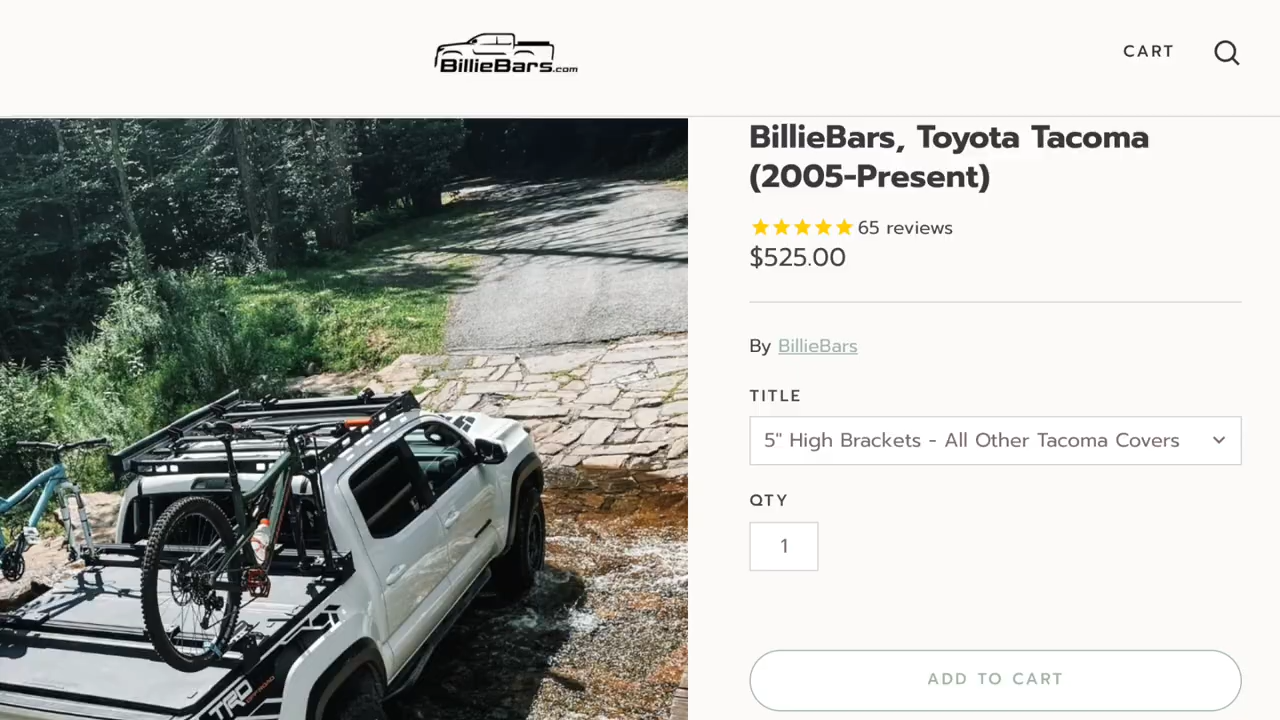 BillieBars.com
CART
BillieBars, Toyota Tacoma
(2005-Present)
65 reviews
$525.00
By BillieBars
TITLE
5" High Brackets - All Other Tacoma Covers
QTY
1
ADD TO CART
TRD
OFFROAD